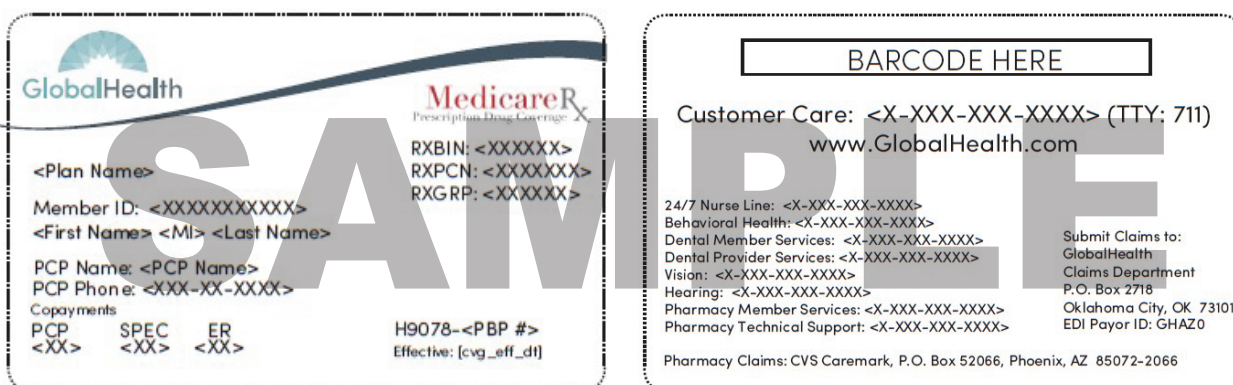 GlobalHealth
MedicareRx
Prescription Drug Coverage
RXBIN: <XXXXXX>
RXPCN: <XXXXXXX>
RXGRP: <XXXXXX>
<Plan Name>
Member ID: <XXXXXXXXXXX>
<First Name> <MI> <Last Name>
PCP Name: <PCP Name>
PCP Phone: <XXX-XX-XXXX>
Copayments
PCP SPEC ER
<XX> <XX> <XX>
H9078-<PBP #>
Effective: [cvg_eff_dt]
SAMPLE
BARCODE HERE
Customer Care: <X-XXX-XXX-XXXX> (TTY: 711)
www.GlobalHealth.com
24/7 Nurse Line: <X-XXX-XXX-XXXX>
Behavioral Health: <X-XXX-XXX-XXXX>
Dental Member Services: <X-XXX-XXX-XXXX>
Dental Provider Services: <X-XXX-XXX-XXXX>
Vision: <X-XXX-XXX-XXXX>
Hearing: <X-XXX-XXX-XXXX>
Pharmacy Member Services: <X-XXX-XXX-XXXX>
Pharmacy Technical Support: <X-XXX-XXX-XXXX>
Submit Claims to:
GlobalHealth
Claims Department
P.O. Box 2718
Oklahoma City, OK 73101
EDI Payor ID: GHAZ0
Pharmacy Claims: CVS Caremark, P.O. Box 52066, Phoenix, AZ 85072-2066